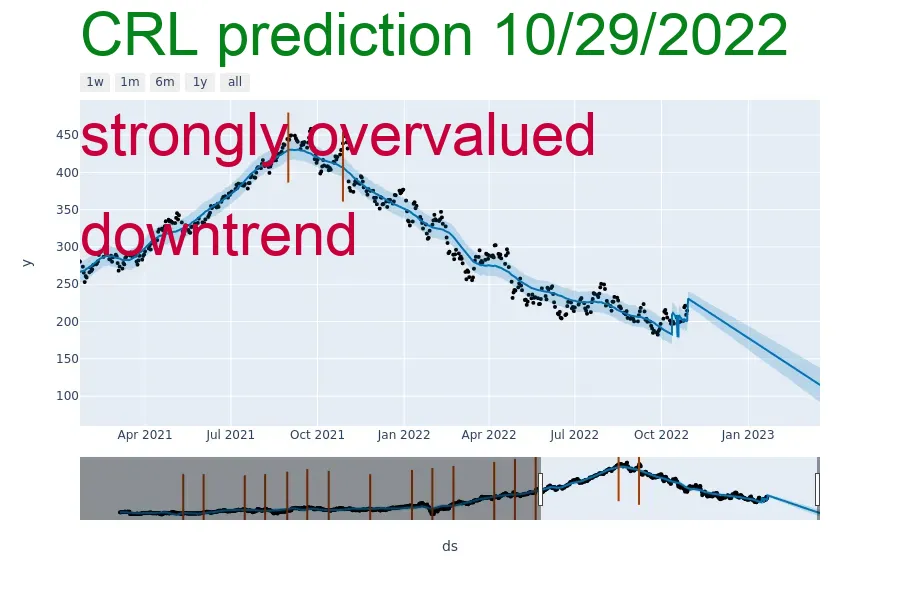 CRL prediction 10/29/2022
1w 1m 6m 1y all
strongly overvalued
downtrend
y
450
400
350
300
250
200
150
100
Apr 2021 Jul 2021 Oct 2021 Jan 2022 Apr 2022 Jul 2022 Oct 2022 Jan 2023
ds